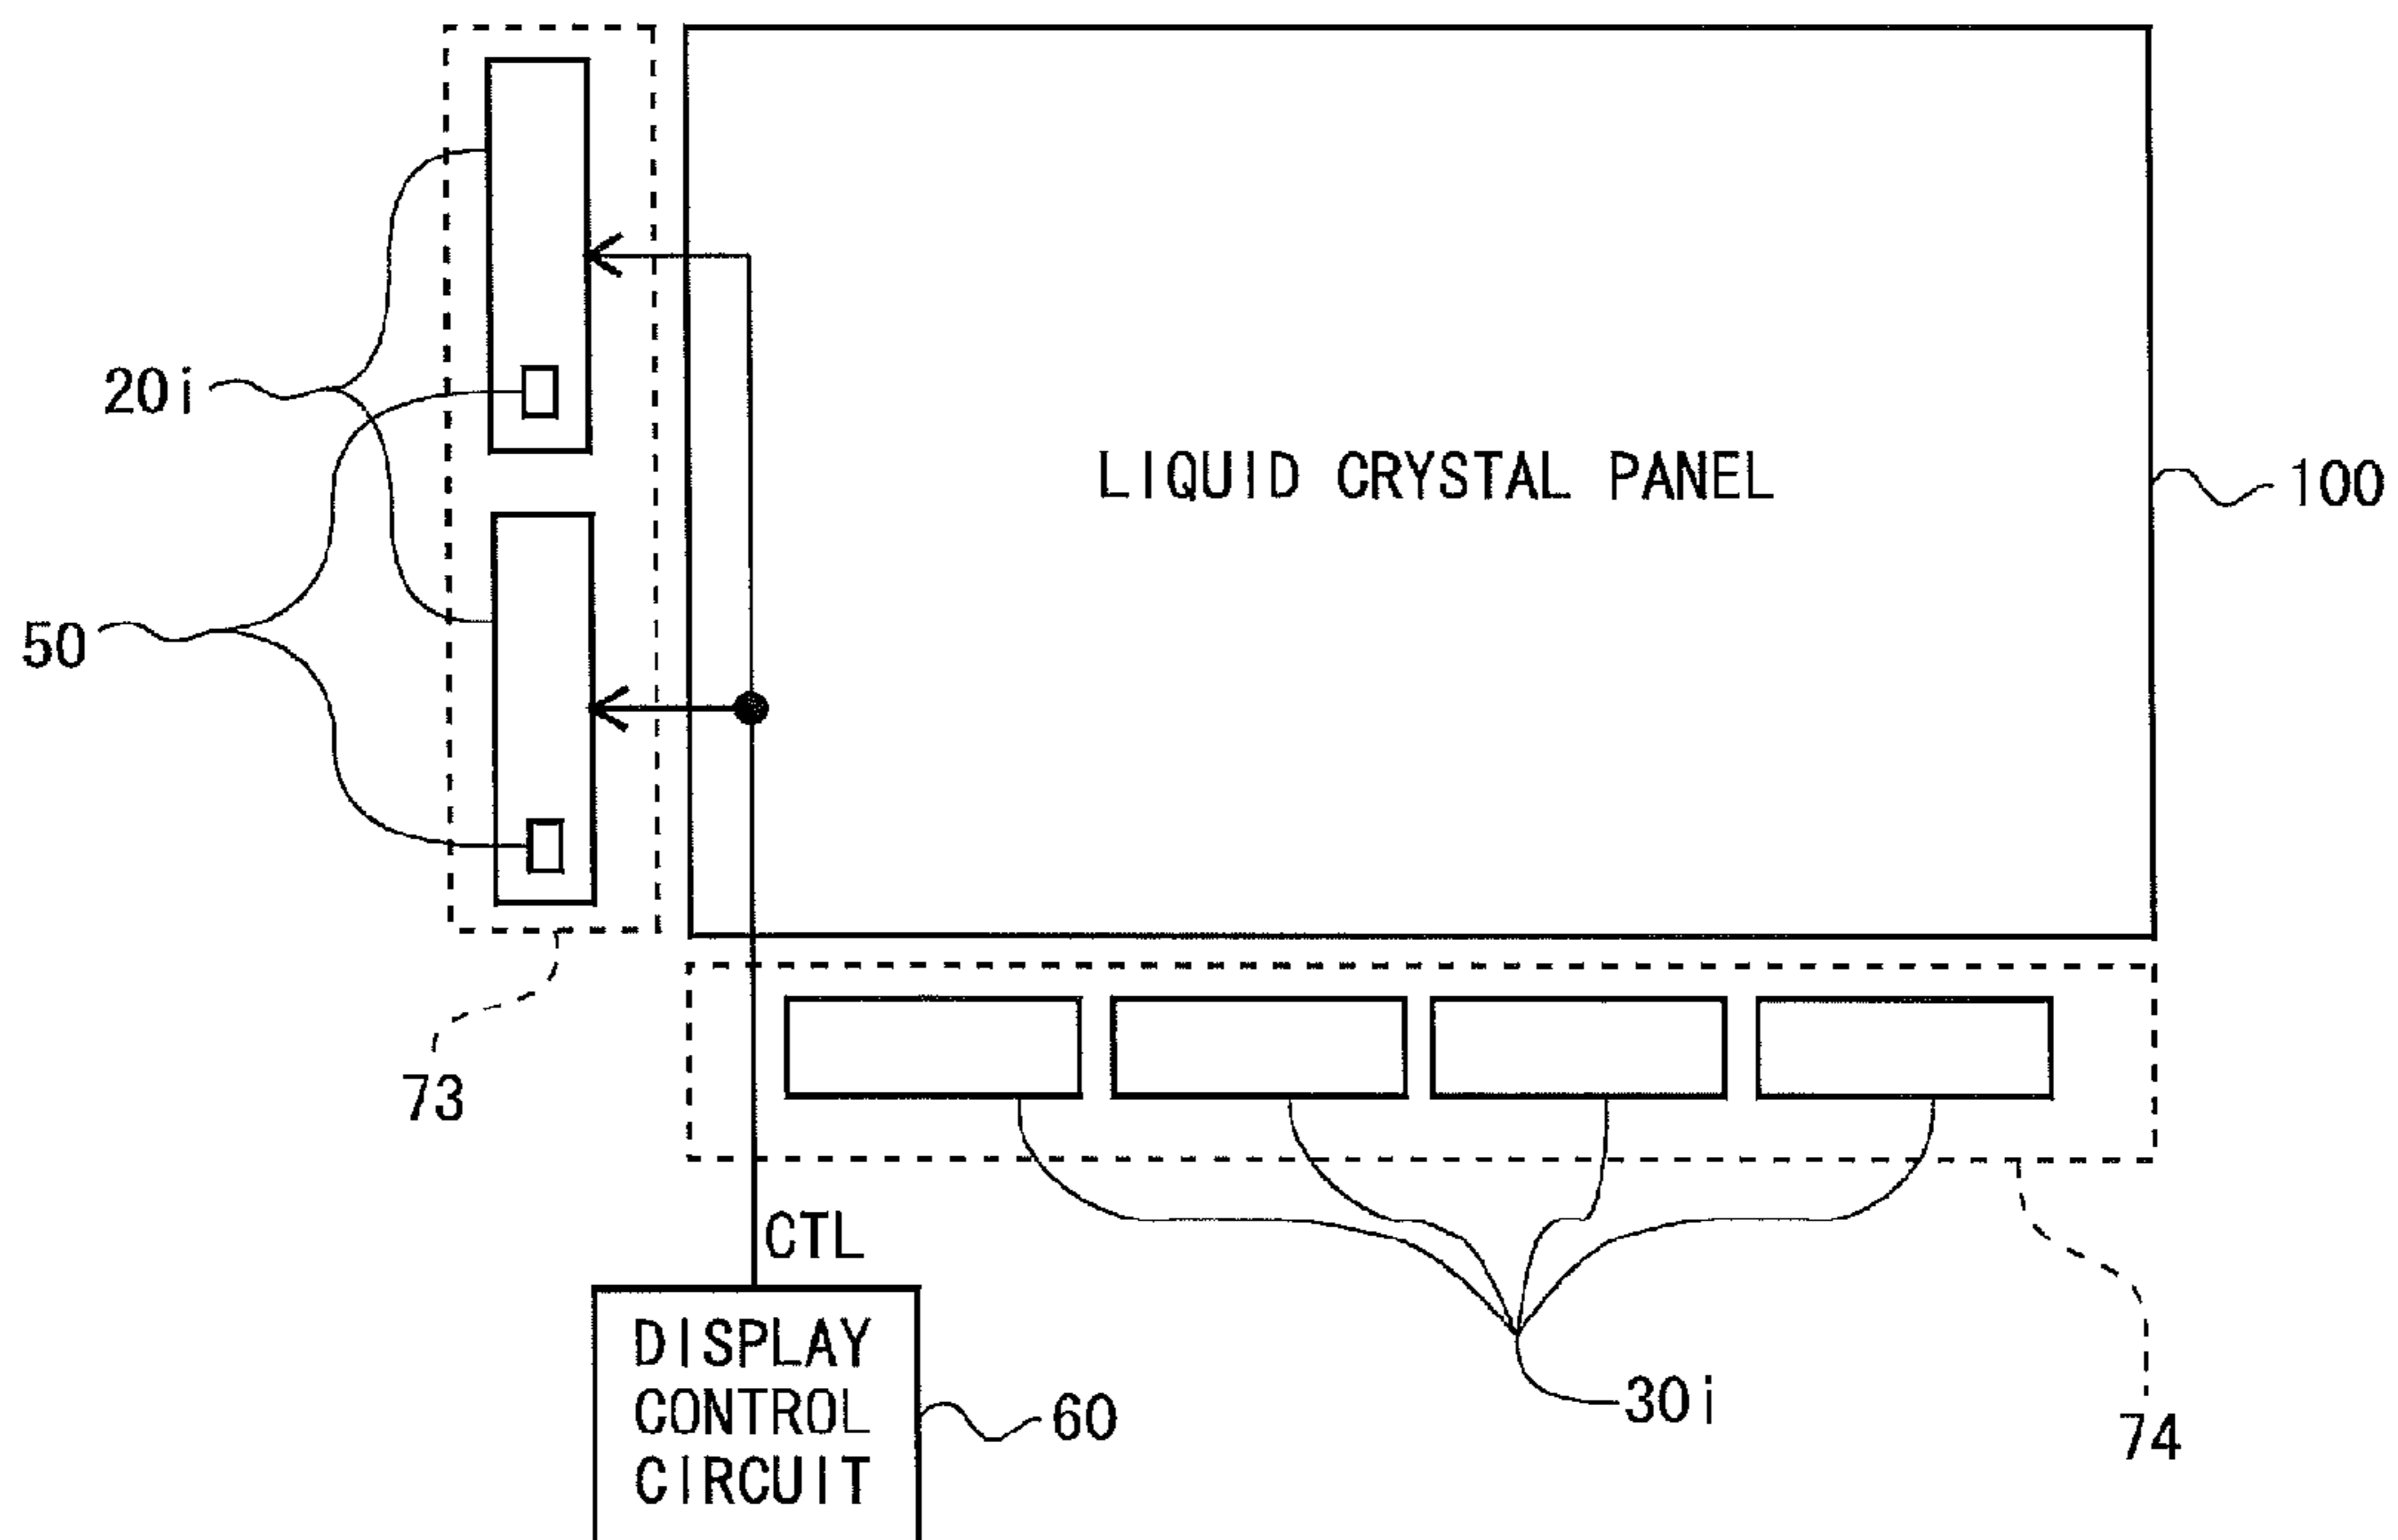 20i
LIQUID CRYSTAL PANEL
100
50
73
CTL
DISPLAY
CONTROL
CIRCUIT
60
30i
74